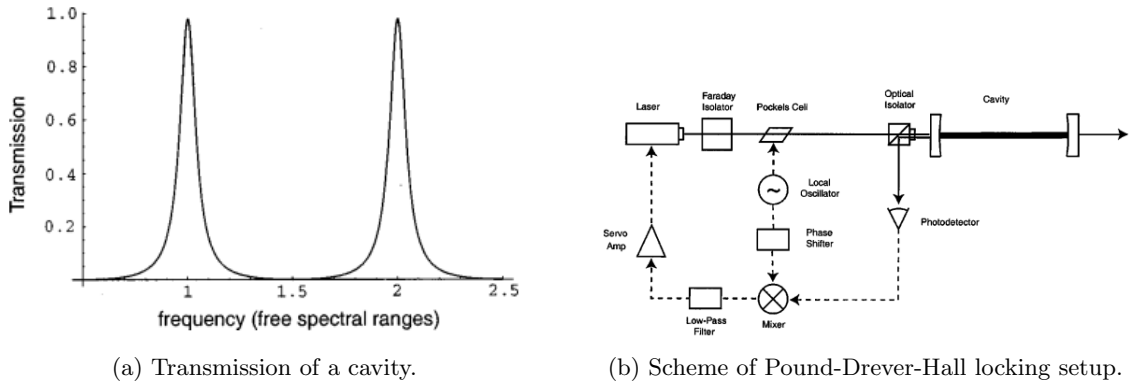 1.0
0.8
0.6
0.4
0.2
Transmission
1
1.5
2
2.5
frequency (free spectral ranges)
(a) Transmission of a cavity.
Laser
Faraday
Isolator
Pockels Cell
Optical
Isolator
Cavity
~
Local
Oscillator
Photodetector
Servo
Amp
Phase
Shifter
Low-Pass
Filter
Mixer
(b) Scheme of Pound-Drever-Hall locking setup.